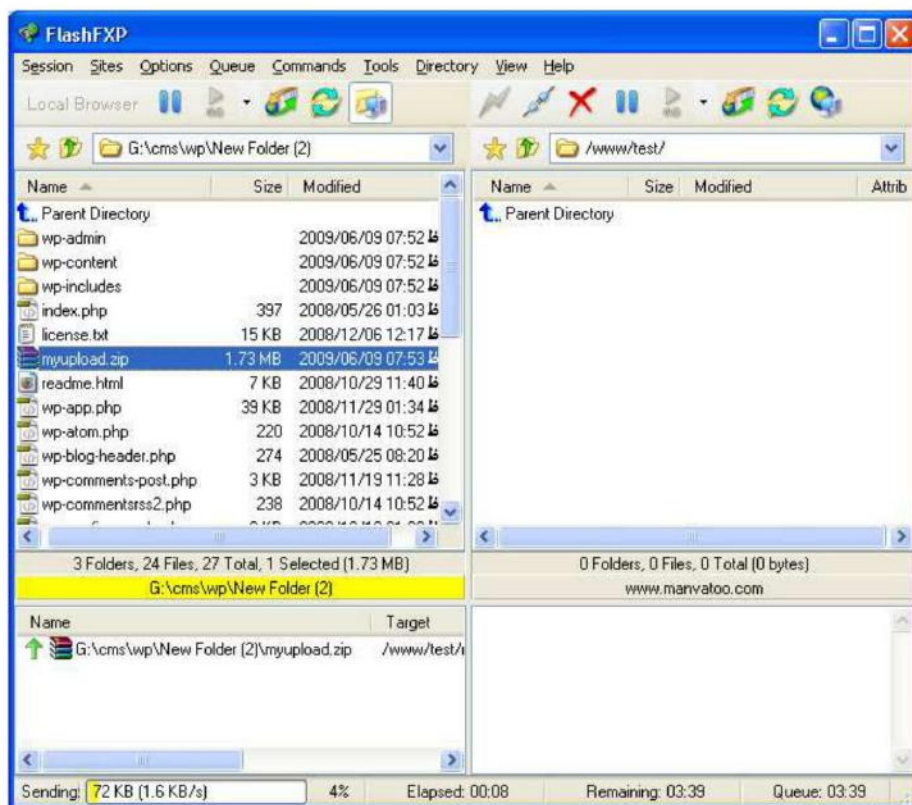 FlashFXP
Session Sites Options Queue Commands Tools Directory View Help
Local Browser
G:\cms\wp\New Folder (2)
/www/test/
Name Size Modified
Parent Directory
wp-admin 2009/06/09 07:52
wp-content 2009/06/09 07:52
wp-includes 2009/06/09 07:52
index.php 397 2008/05/26 01:03
license.txt 15 KB 2008/12/06 12:17
myupload.zip 1.73 MB 2009/06/09 07:53
readme.html 7 KB 2008/10/29 11:40
wp-app.php 39 KB 2008/11/29 01:34
wp-atom.php 220 2008/10/14 10:52
wp-blog-header.php 274 2008/05/25 08:20
wp-comments-post.php 3 KB 2008/11/19 11:28
wp-commentsrss2.php 238 2008/10/14 10:52
3 Folders, 24 Files, 27 Total, 1 Selected (1.73 MB)
G:\cms\wp\New Folder (2)
Name Size Modified Attrib
Parent Directory
0 Folders, 0 Files, 0 Total (0 bytes)
www.manvatoo.com
Name Target
G:\cms\wp\New Folder (2)\myupload.zip /www/test/
Sending: 72 KB (1.6 KB/s) 4% Elapsed: 00:08 Remaining: 03:39 Queue: 03:39